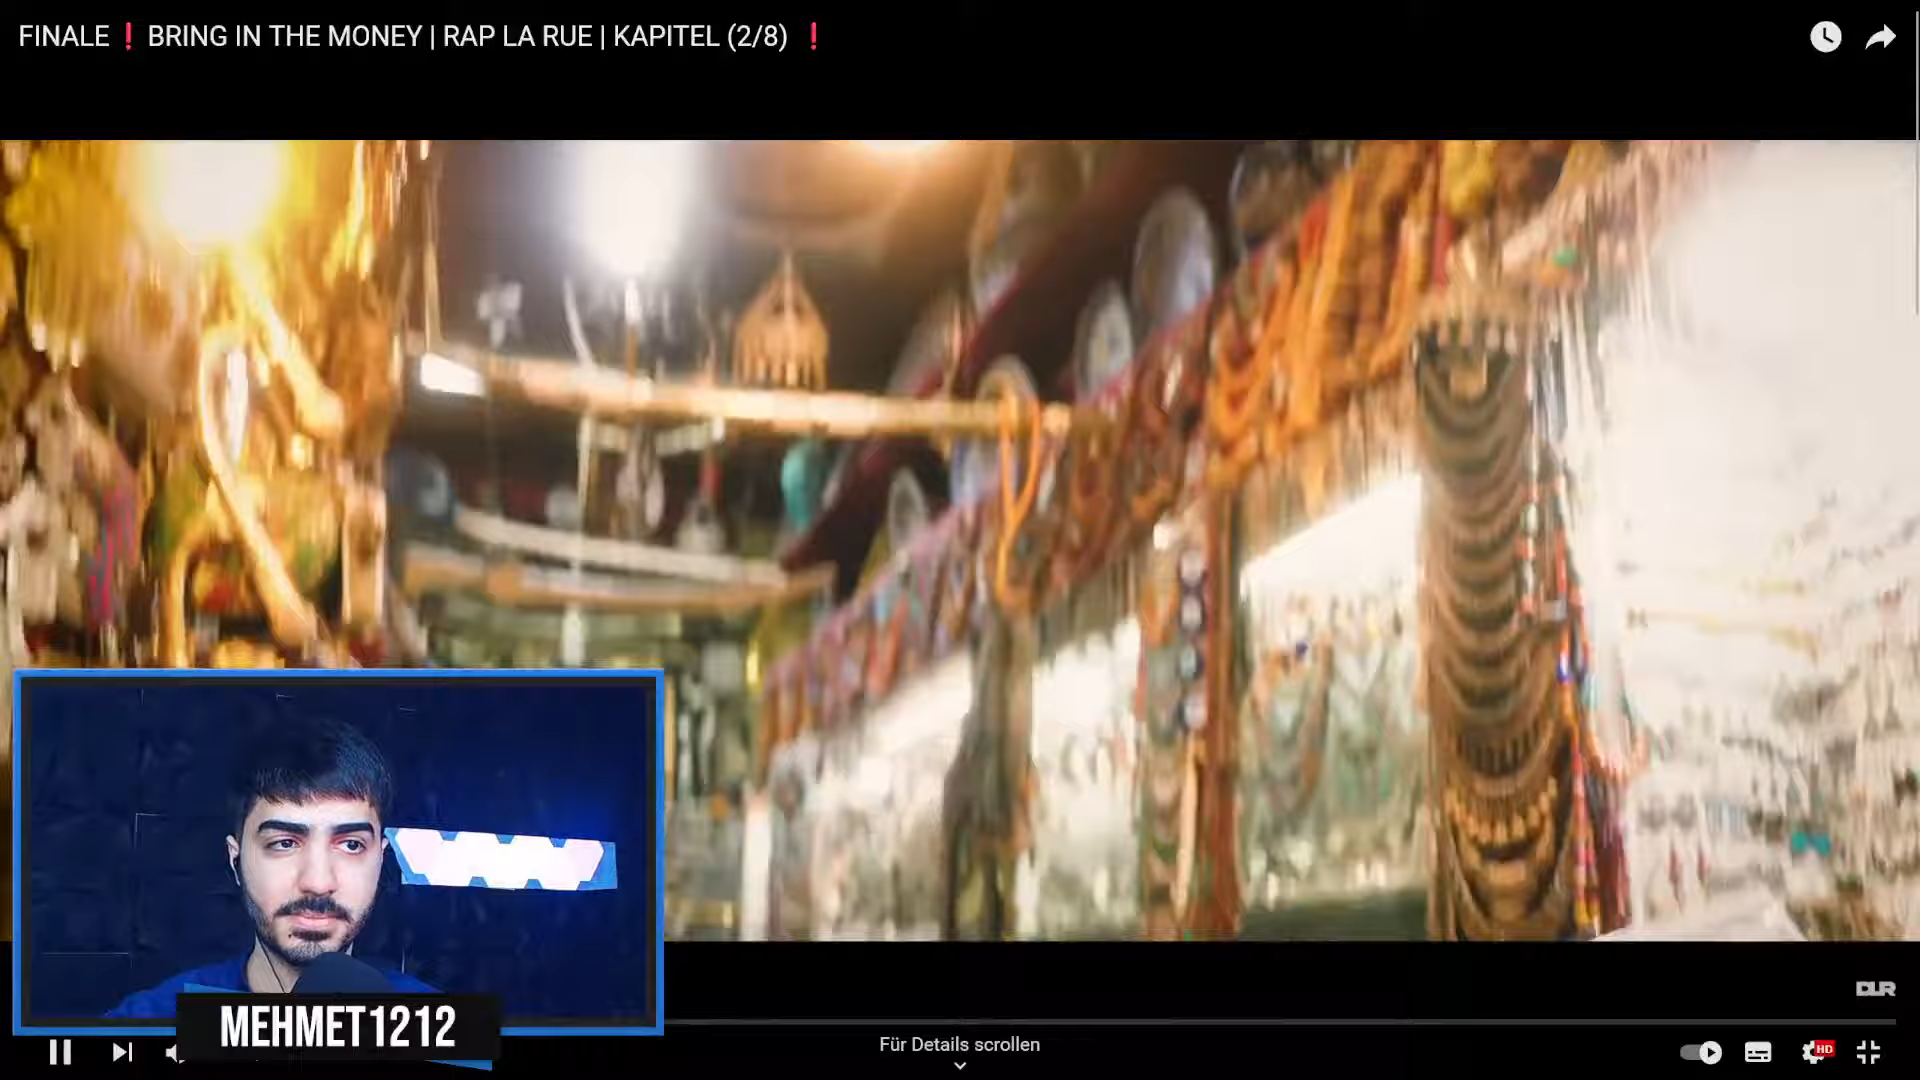 FINALE❗BRING IN THE MONEY | RAP LA RUE | KAPITEL (2/8) ❗
DLR
MEHMET1212
Für Details scrollen
HD